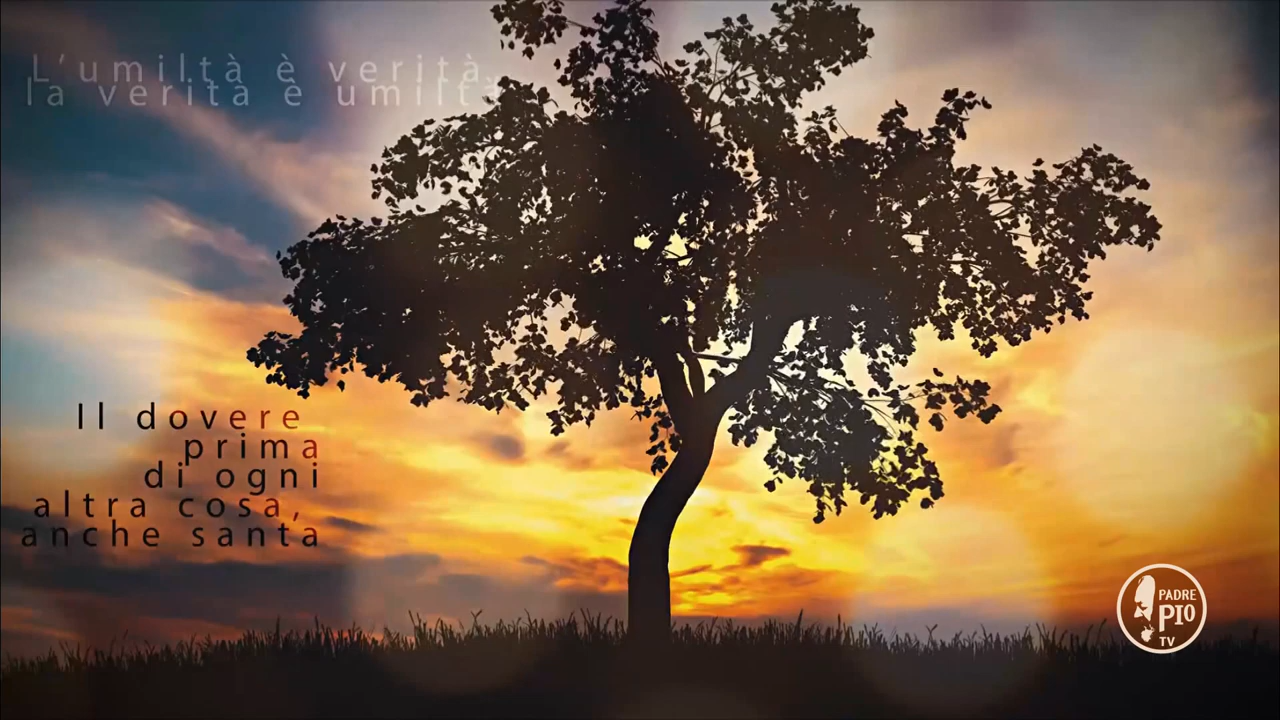 L'umiltà è verità,
la verità è umiltà
Il dovere
prima
di ogni
altra cosa,
anche santa
PADRE
PIO
TV